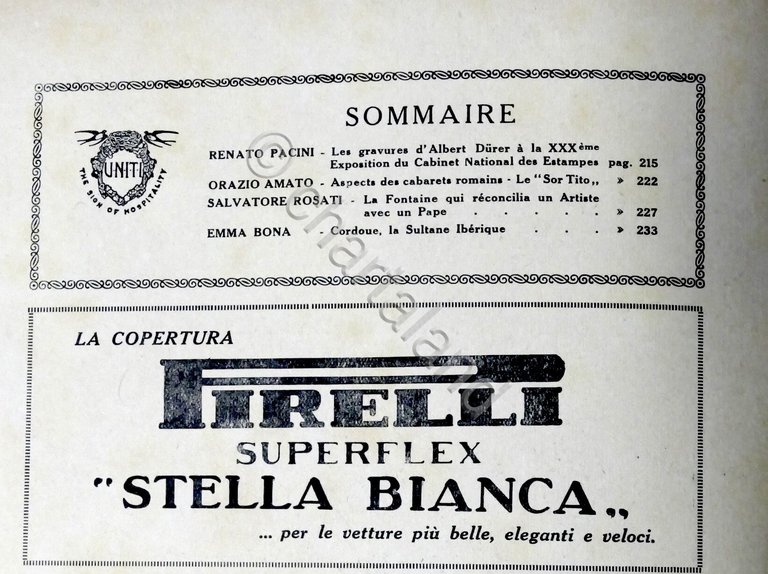 SOMMAIRE
UNITI
THE SIGN OF HOSPITALITY
RENATO PACINI - Les gravures d'Albert Dürer à la XXXème
Exposition du Cabinet National des Estampes pag. 215
ORAZIO AMATO - Aspects des cabarets romains - Le "Sor Tito„ » 222
SALVATORE ROSATI - La Fontaine qui réconcilia un Artiste
avec un Pape . . . . . » 227
EMMA BONA - Cordoue, la Sultane Ibérique . . . » 233
LA COPERTURA
PIRELLI
SUPERFLEX
"STELLA BIANCA„
... per le vetture più belle, eleganti e veloci.
© chartaland